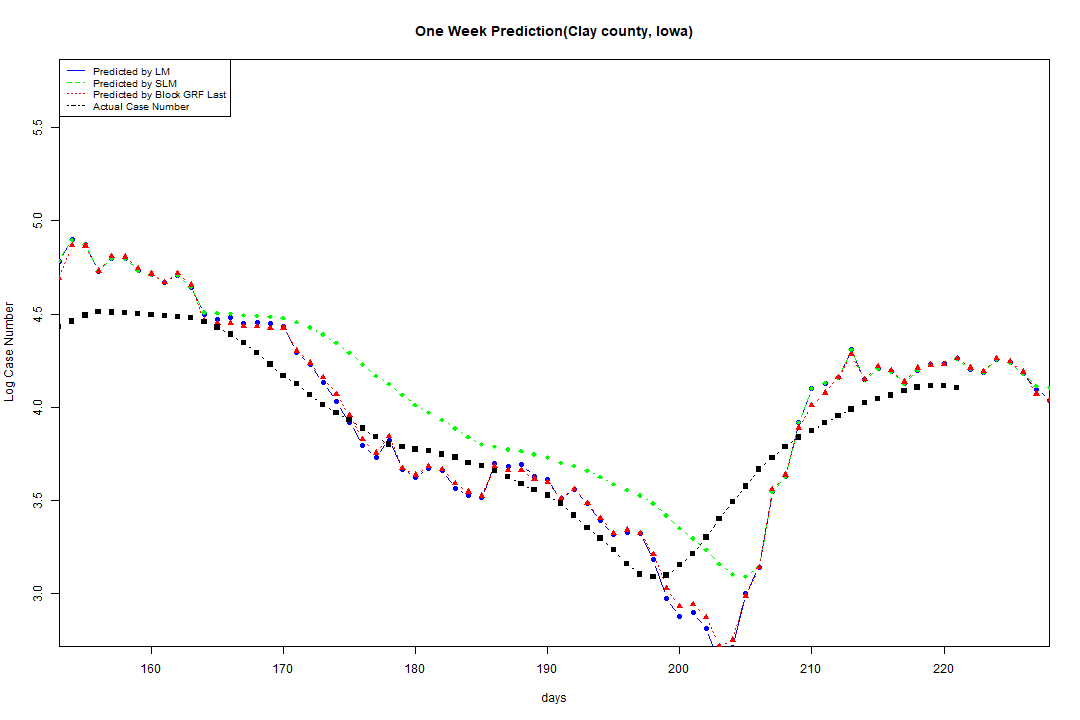 One Week Prediction(Clay county, Iowa)
Predicted by LM
Predicted by SLM
Predicted by Block GRF Last
Actual Case Number
Log Case Number
5.5
5.0
4.5
4.0
3.5
3.0
160 170 180 190 200 210 220
days